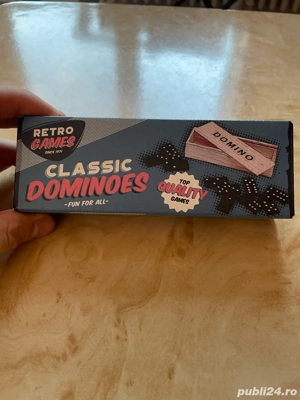 RETRO
GAMES
CLASSIC
DOMINOES
-FUN FOR ALL-
DOMINO
TOP
QUALITY
GAMES
publi24.ro